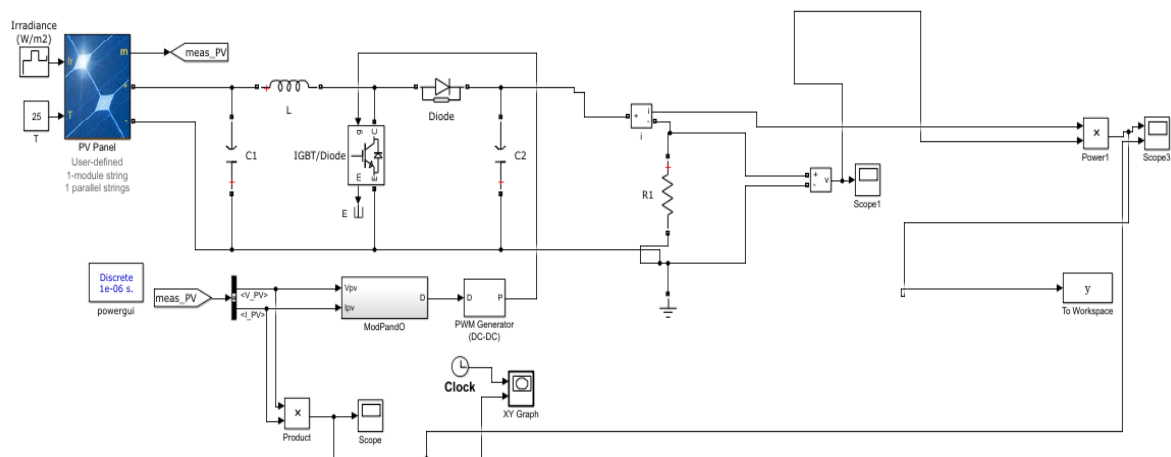 Irradiance
(W/m2)
Ir
m
meas_PV
+
25
T
T
-
PV Panel
User-defined
1-module string
1 parallel strings
L
C1
g
C
IGBT/Diode
m
E
E
Diode
C2
+
i
-
i
R1
+
-
v
Scope1
×
Power1
Scope3
y
To Workspace
Discrete
1e-06 s.
powergui
meas_PV
<V_PV>
<I_PV>
Vpv
Ipv
D
ModPandO
D
P
PWM Generator
(DC-DC)
Clock
XY Graph
×
Product
Scope